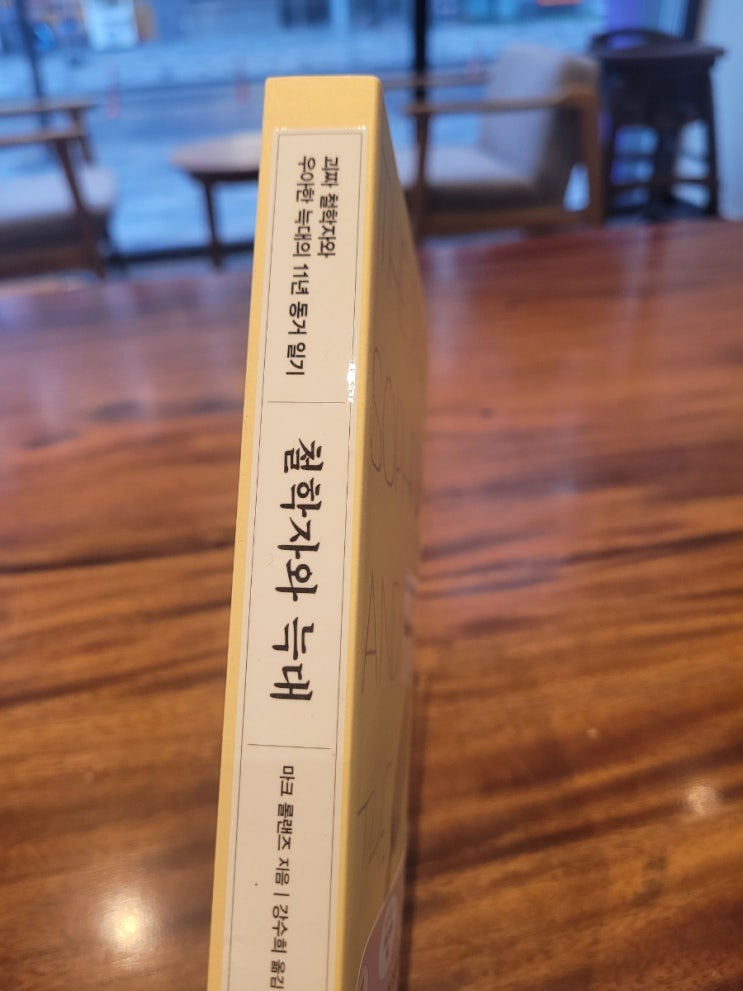 괴짜 철학자와
우아한 늑대의 11년 동거 일기
철학자와 늑대
마크 롤랜즈 지음 | 강수희 옮김